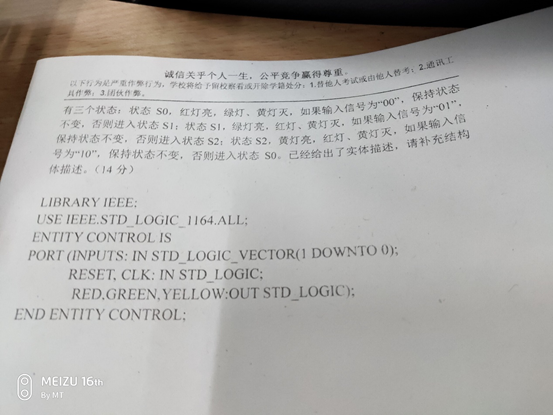 诚信关乎个人一生，公平竞争赢得尊重。
以下行为是严重作弊行为，学校将给予留校察看或开除学籍处分：1.替他人考试或由他人替考；2.通讯工
具作弊；3.团伙作弊。
有三个状态：状态 S0，红灯亮，绿灯、黄灯灭，如果输入信号为“00”，保持状态
不变，否则进入状态 S1；状态 S1，绿灯亮，红灯、黄灯灭，如果输入信号为“01”，
保持状态不变，否则进入状态 S2；状态 S2，黄灯亮，红灯、黄灯灭，如果输入信
号为“10”，保持状态不变，否则进入状态 S0。已经给出了实体描述，请补充结构
体描述。（14 分）
LIBRARY IEEE;
USE IEEE.STD_LOGIC_1164.ALL;
ENTITY CONTROL IS
PORT (INPUTS: IN STD_LOGIC_VECTOR(1 DOWNTO 0);
RESET, CLK: IN STD_LOGIC;
RED,GREEN,YELLOW:OUT STD_LOGIC);
END ENTITY CONTROL;
MEIZU 16th
By MT